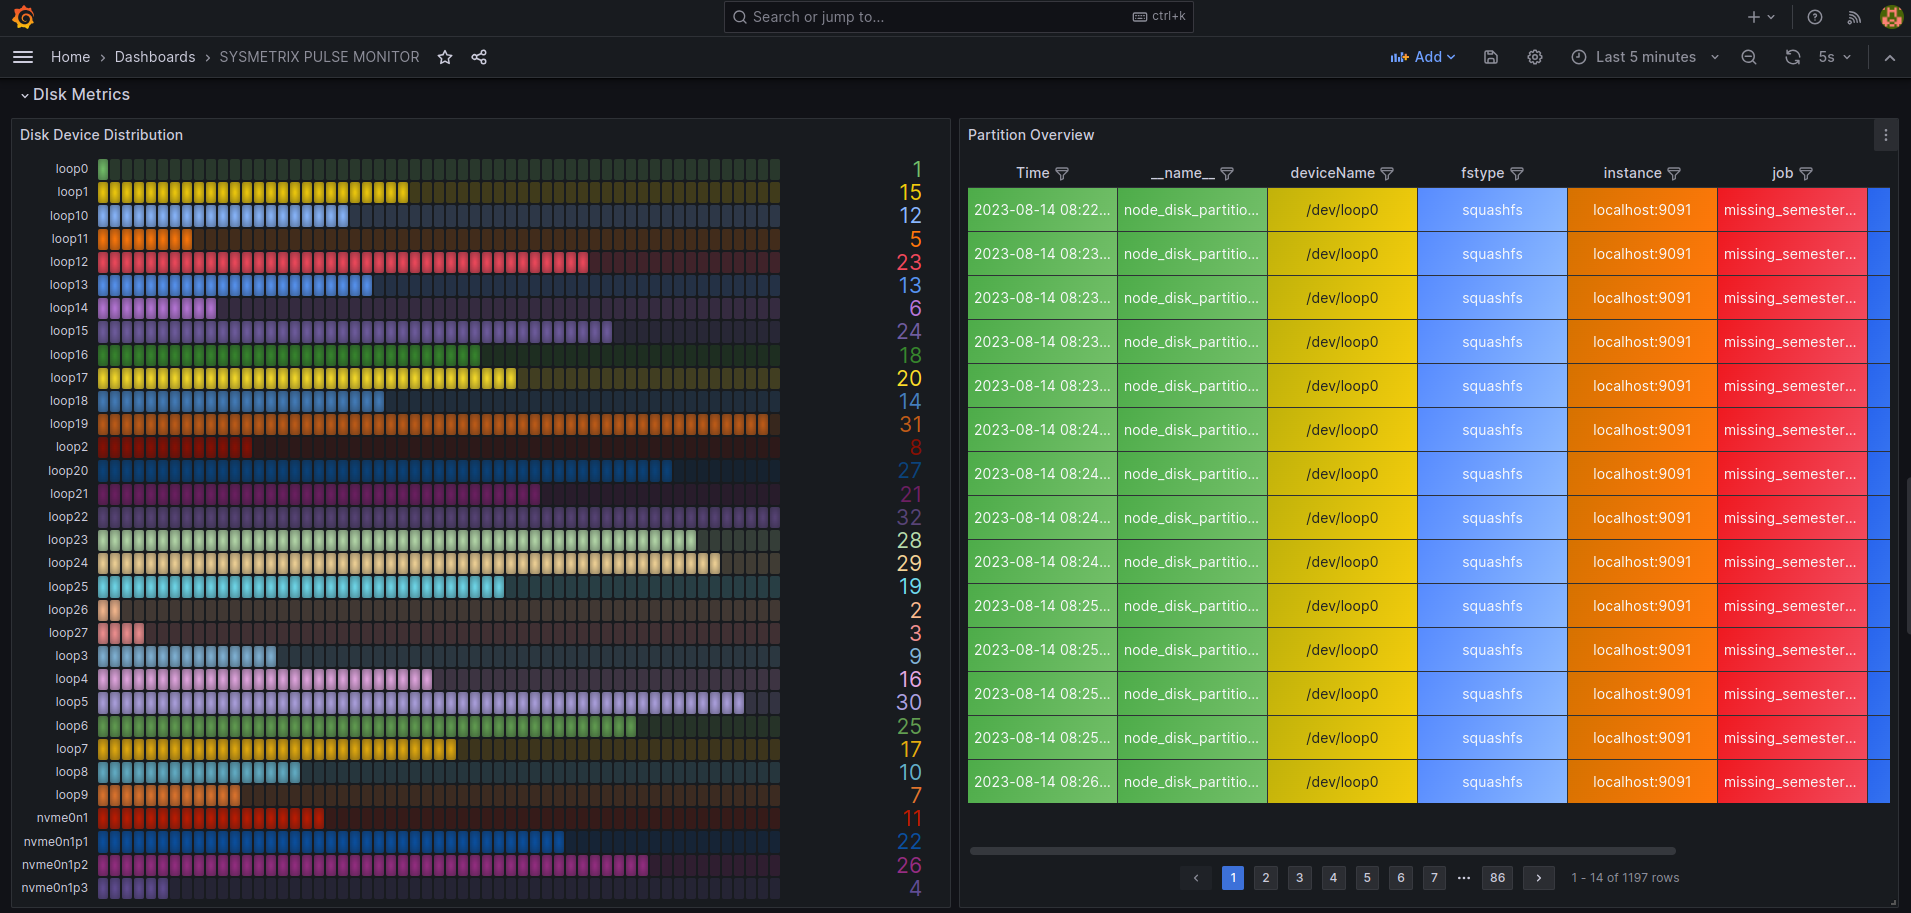 Search or jump to...
ctrl+k
Home › Dashboards › SYSMETRIX PULSE MONITOR
Add
Last 5 minutes
5s
DIsk Metrics
Disk Device Distribution
loop0 1
loop1 15
loop10 12
loop11 5
loop12 23
loop13 13
loop14 6
loop15 24
loop16 18
loop17 20
loop18 14
loop19 31
loop2 8
loop20 27
loop21 21
loop22 32
loop23 28
loop24 29
loop25 19
loop26 2
loop27 3
loop3 9
loop4 16
loop5 30
loop6 25
loop7 17
loop8 10
loop9 7
nvme0n1 11
nvme0n1p1 22
nvme0n1p2 26
nvme0n1p3 4
Partition Overview
Time __name__ deviceName fstype instance job
2023-08-14 08:22... node_disk_partitio... /dev/loop0 squashfs localhost:9091 missing_semester...
2023-08-14 08:23... node_disk_partitio... /dev/loop0 squashfs localhost:9091 missing_semester...
2023-08-14 08:23... node_disk_partitio... /dev/loop0 squashfs localhost:9091 missing_semester...
2023-08-14 08:23... node_disk_partitio... /dev/loop0 squashfs localhost:9091 missing_semester...
2023-08-14 08:23... node_disk_partitio... /dev/loop0 squashfs localhost:9091 missing_semester...
2023-08-14 08:24... node_disk_partitio... /dev/loop0 squashfs localhost:9091 missing_semester...
2023-08-14 08:24... node_disk_partitio... /dev/loop0 squashfs localhost:9091 missing_semester...
2023-08-14 08:24... node_disk_partitio... /dev/loop0 squashfs localhost:9091 missing_semester...
2023-08-14 08:24... node_disk_partitio... /dev/loop0 squashfs localhost:9091 missing_semester...
2023-08-14 08:25... node_disk_partitio... /dev/loop0 squashfs localhost:9091 missing_semester...
2023-08-14 08:25... node_disk_partitio... /dev/loop0 squashfs localhost:9091 missing_semester...
2023-08-14 08:25... node_disk_partitio... /dev/loop0 squashfs localhost:9091 missing_semester...
2023-08-14 08:25... node_disk_partitio... /dev/loop0 squashfs localhost:9091 missing_semester...
2023-08-14 08:26... node_disk_partitio... /dev/loop0 squashfs localhost:9091 missing_semester...
‹ 1 2 3 4 5 6 7 ··· 86 › 1 - 14 of 1197 rows